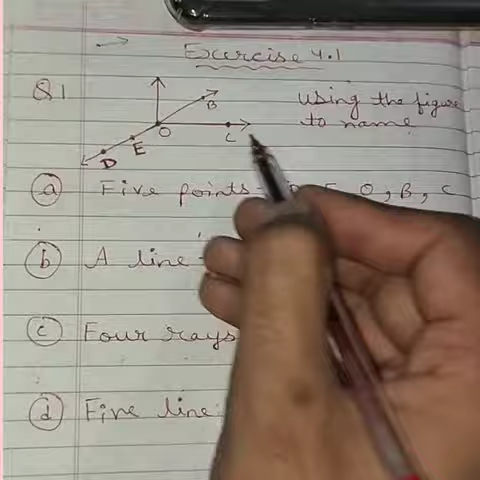 Exercise 4.1
Q1
using the figure
to name
B
O
C
E
D
(a) Five points - D, E, O, B, C
(b) A line
(c) Four rays
(d) Five line